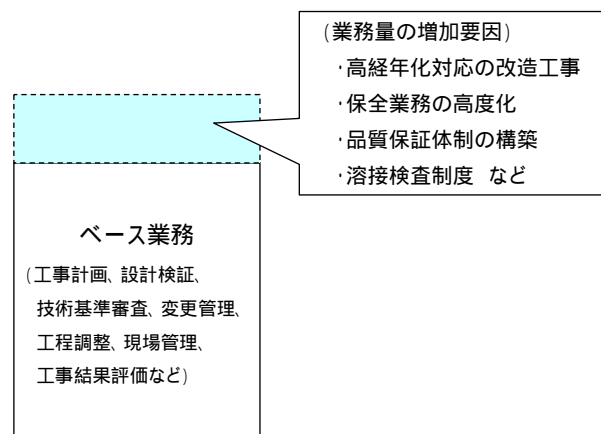 (業務量の増加要因)
・高経年化対応の改造工事
・保全業務の高度化
・品質保証体制の構築
・溶接検査制度 など
ベース業務
(工事計画、設計検証、
技術基準審査、変更管理、
工程調整、現場管理、
工事結果評価など)